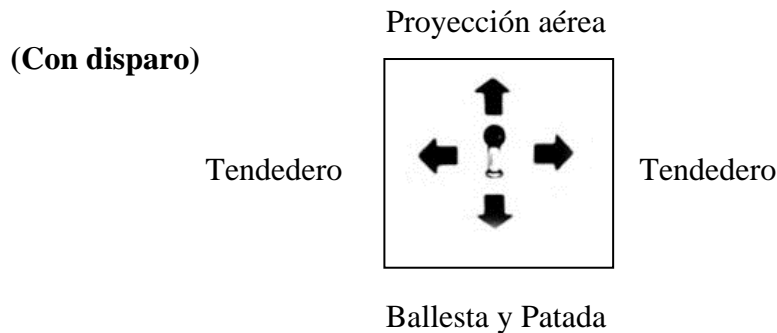 Proyección aérea
(Con disparo)
Tendedero
Tendedero
Ballesta y Patada